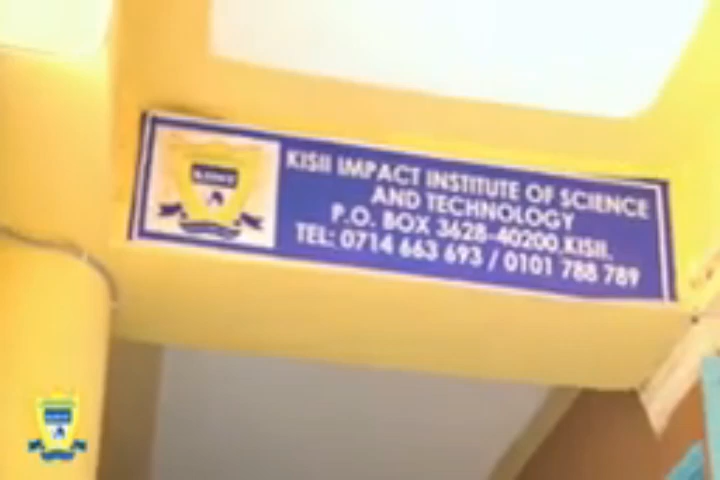 KISII IMPACT INSTITUTE OF SCIENCE
AND TECHNOLOGY
P.O. BOX 3628-40200 KISII.
TEL: 0714 663 693 / 0101 788 789